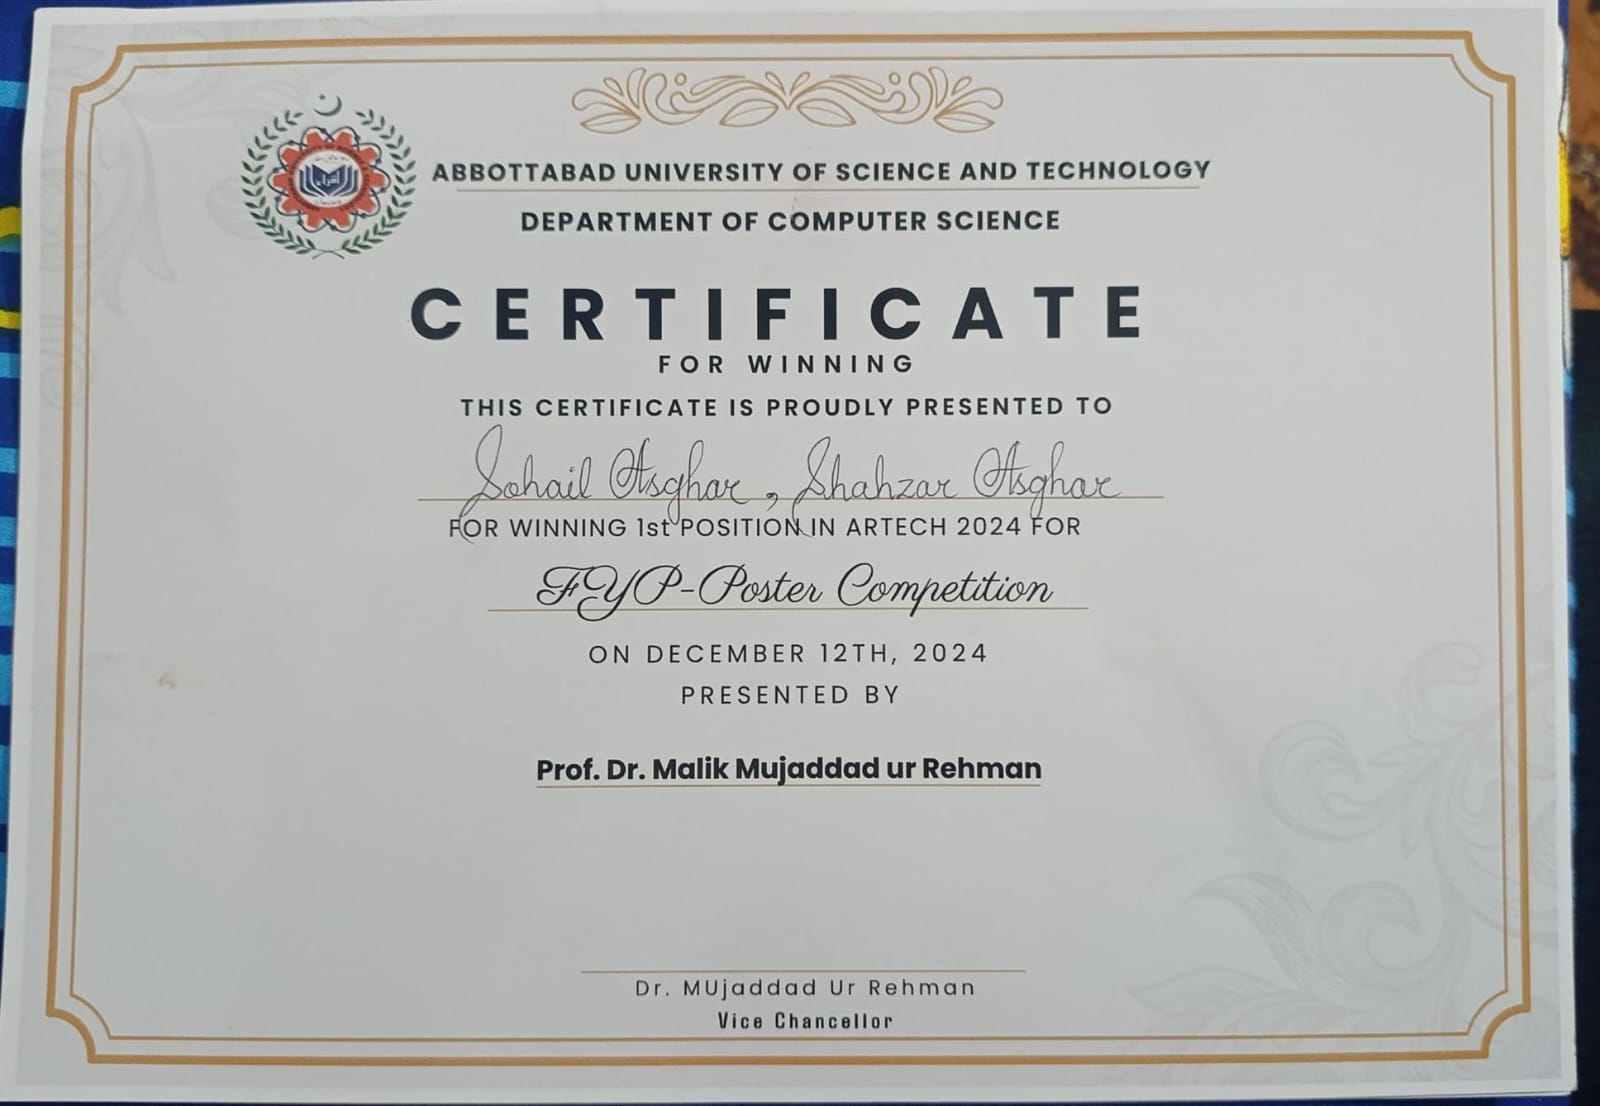 ABBOTTABAD UNIVERSITY OF SCIENCE AND TECHNOLOGY
DEPARTMENT OF COMPUTER SCIENCE
CERTIFICATE
FOR WINNING
THIS CERTIFICATE IS PROUDLY PRESENTED TO
Sohail Asghar, Shahzar Asghar
FOR WINNING 1st POSITION IN ARTECH 2024 FOR
FYP-Poster Competition
ON DECEMBER 12TH, 2024
PRESENTED BY
Prof. Dr. Malik Mujaddad ur Rehman
Dr. MUjaddad Ur Rehman
Vice Chancellor